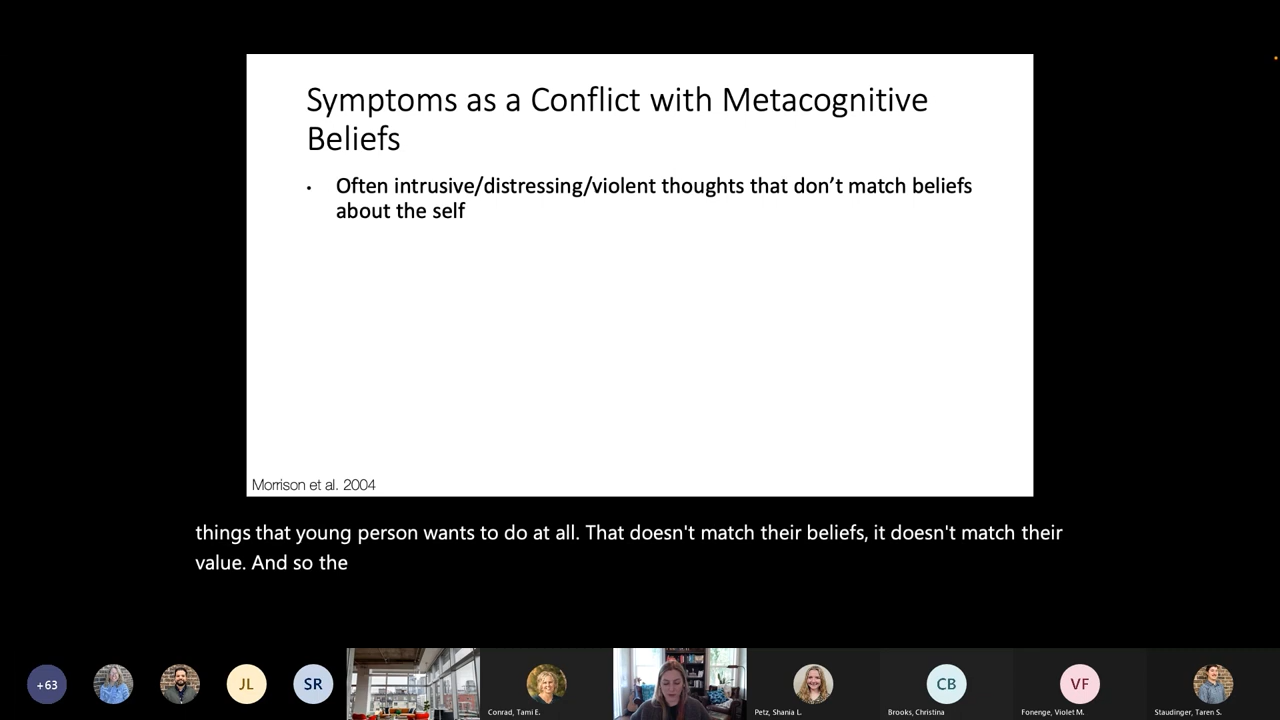 Symptoms as a Conflict with Metacognitive
Beliefs
• Often intrusive/distressing/violent thoughts that don’t match beliefs
about the self
Morrison et al. 2004
things that young person wants to do at all. That doesn't match their beliefs, it doesn't match their
value. And so the
+63
JL
SR
Conrad, Tami E.
Petz, Shania L.
CB
Brooks, Christina
VF
Fonenge, Violet M.
Staudinger, Taren S.